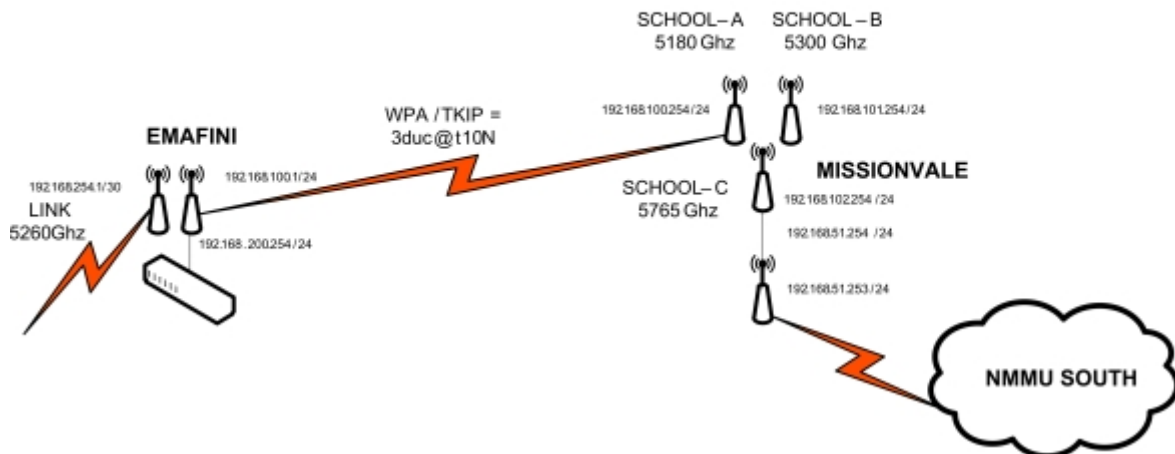 SCHOOL–A
5180 Ghz
SCHOOL – B
5300 Ghz
WPA / TKIP =
3duc@t10N
192.168.100.254 / 24
192.168.101.254 / 24
EMAFINI
192.168.254.1 / 30
192.168.100.1 / 24
LINK
5260Ghz
192.168 .200.254 / 24
MISSIONVALE
SCHOOL–C
5765 Ghz
192.168.102.254 / 24
192.168.51.254 / 24
192.168.51.253 / 24
NMMU SOUTH